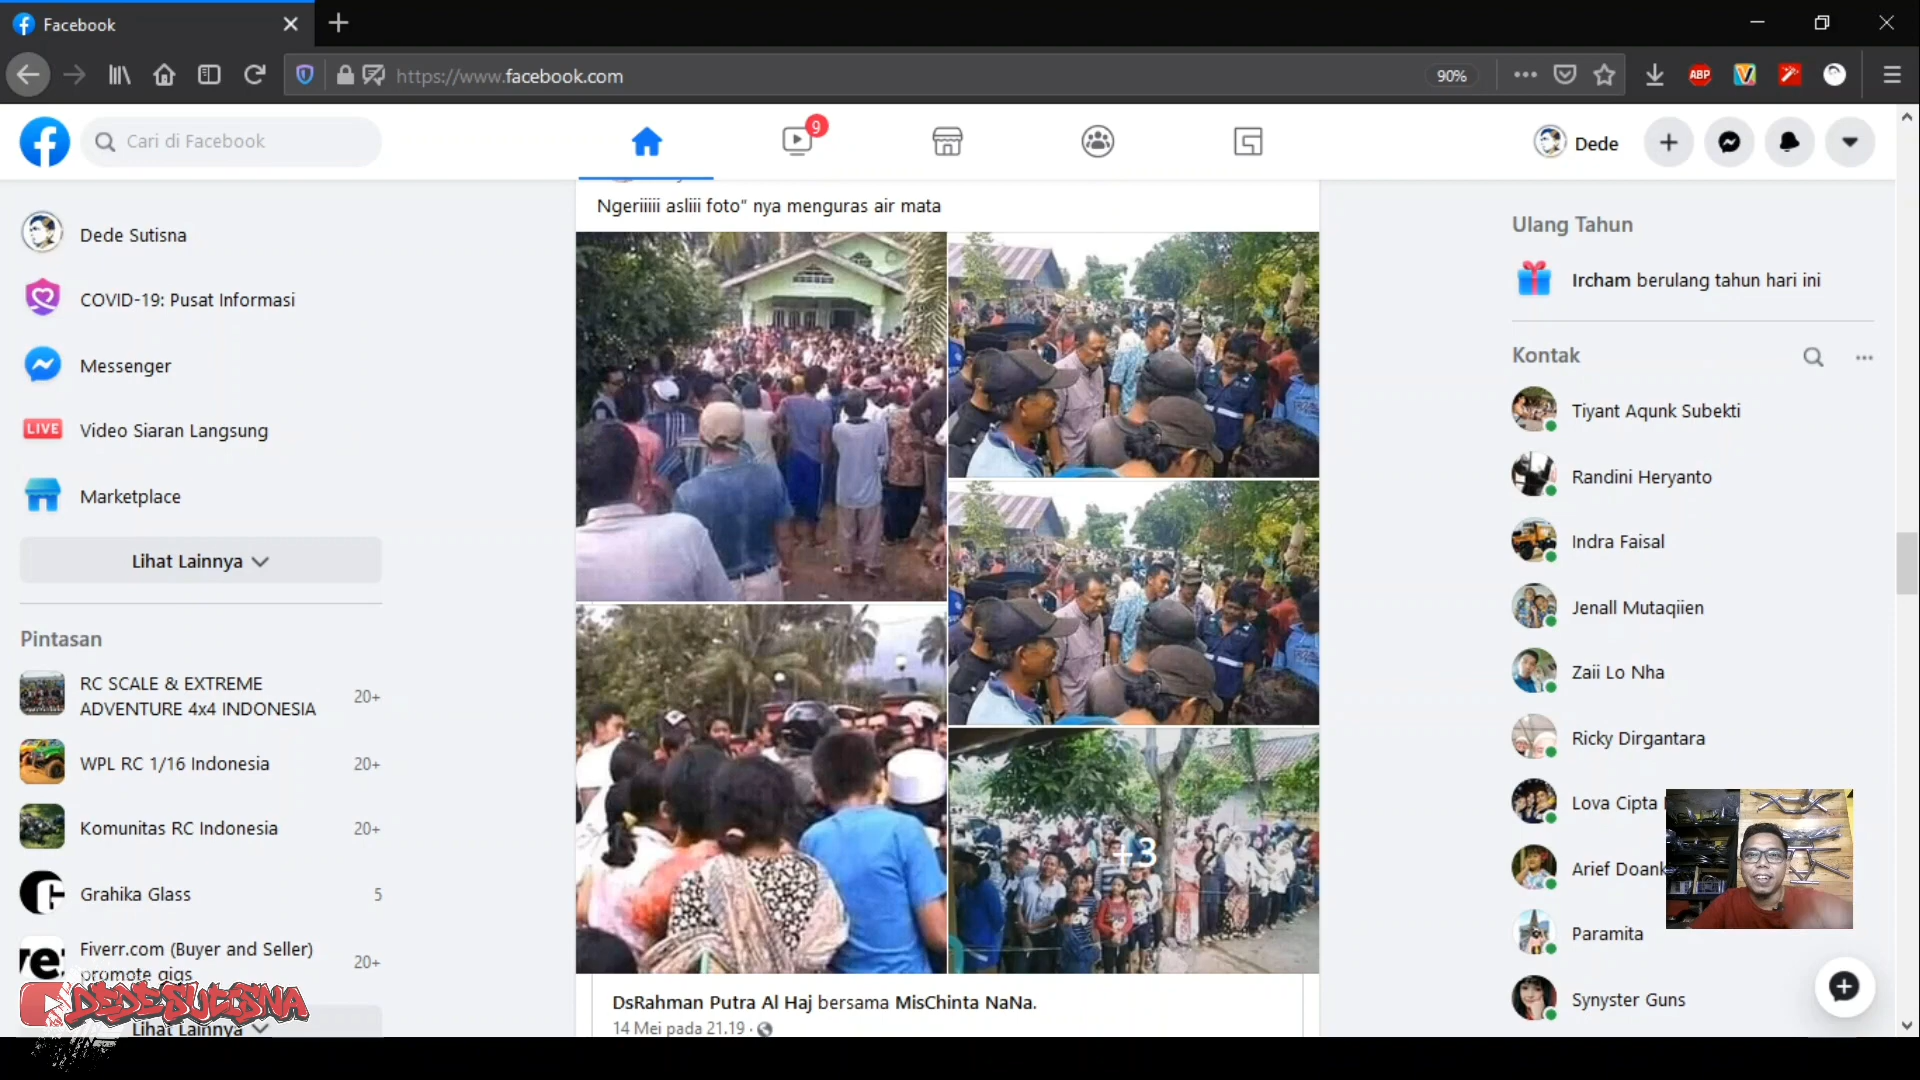 Facebook
https://www.facebook.com
90%
ABP
Cari di Facebook
9
Dede
Dede Sutisna
COVID-19: Pusat Informasi
Messenger
LIVE
Video Siaran Langsung
Marketplace
Lihat Lainnya
Pintasan
RC SCALE & EXTREME
ADVENTURE 4x4 INDONESIA
20+
WPL RC 1/16 Indonesia
20+
Komunitas RC Indonesia
20+
Grahika Glass
5
Fiverr.com (Buyer and Seller)
promote gigs
20+
DEDESUTISNA
Lihat Lainnya
Ngeriiiii asliii foto" nya menguras air mata
+3
DsRahman Putra Al Haj bersama MisChinta NaNa.
14 Mei pada 21.19 ·
Ulang Tahun
Ircham berulang tahun hari ini
Kontak
Tiyant Aqunk Subekti
Randini Heryanto
Indra Faisal
Jenall Mutaqiien
Zaii Lo Nha
Ricky Dirgantara
Lova Cipta
Arief Doank
Paramita
Synyster Guns